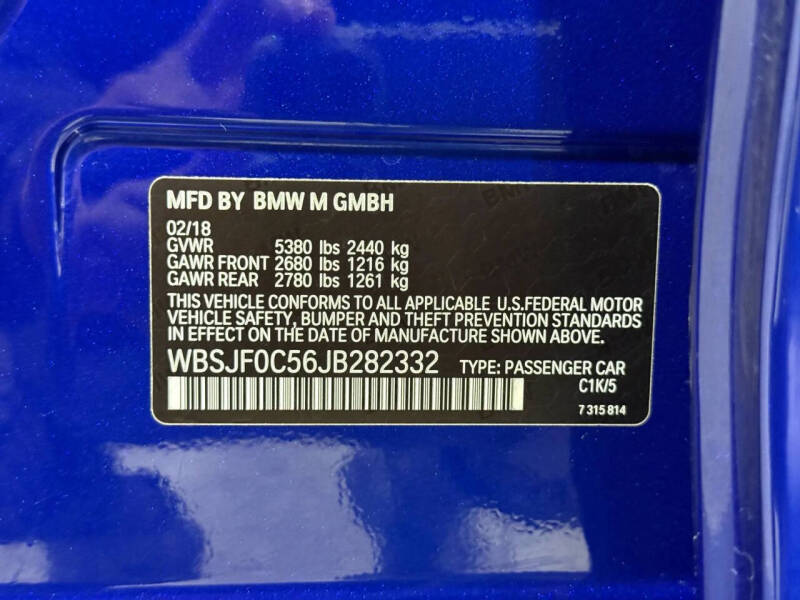 MFD BY BMW M GMBH
02/18
GVWR 5380 lbs 2440 kg
GAWR FRONT 2680 lbs 1216 kg
GAWR REAR 2780 lbs 1261 kg
THIS VEHICLE CONFORMS TO ALL APPLICABLE U.S.FEDERAL MOTOR
VEHICLE SAFETY, BUMPER AND THEFT PREVENTION STANDARDS
IN EFFECT ON THE DATE OF MANUFACTURE SHOWN ABOVE.
WBSJF0C56JB282332 TYPE: PASSENGER CAR
C1K/5
7 315 814